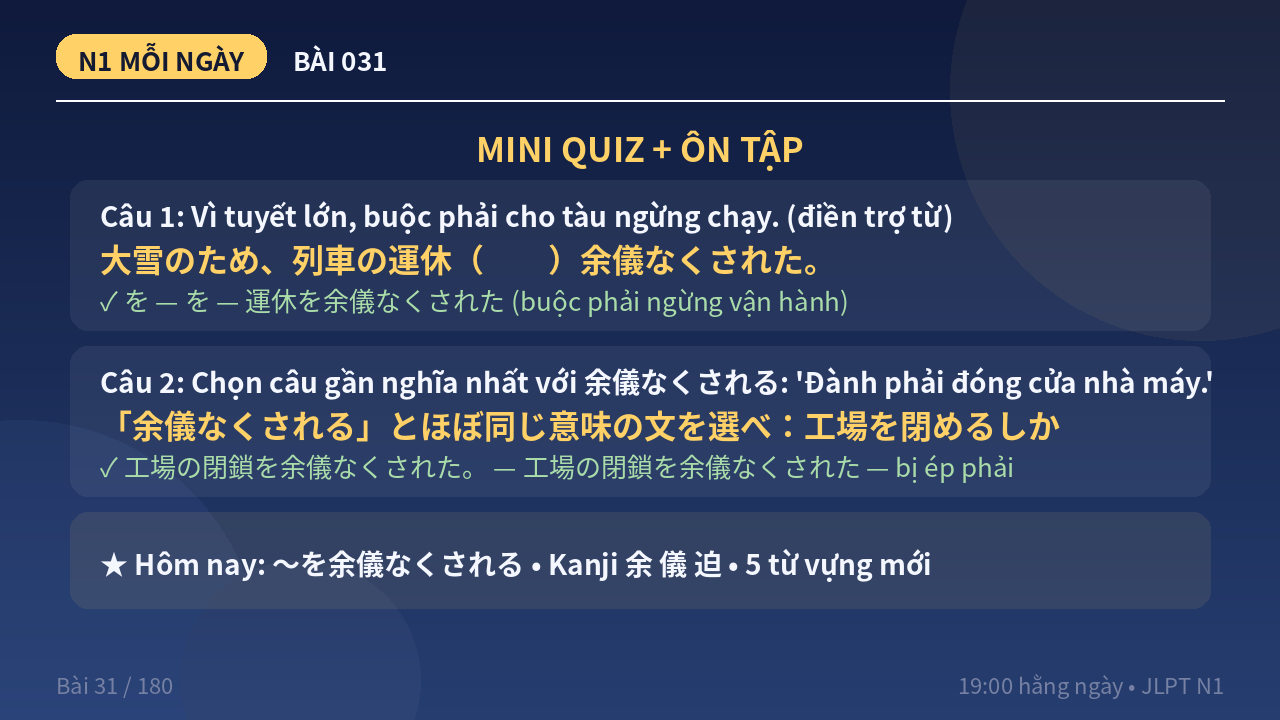 N1 MỖI NGÀY BÀI 031
MINI QUIZ + ÔN TẬP
Câu 1: Vì tuyết lớn, buộc phải cho tàu ngừng chạy. (điền trợ từ)
大雪のため、列車の運休（　　）余儀なくされた。
✓ を — を — 運休を余儀なくされた (buộc phải ngừng vận hành)
Câu 2: Chọn câu gần nghĩa nhất với 余儀なくされる: 'Đành phải đóng cửa nhà máy.'
「余儀なくされる」とほぼ同じ意味の文を選べ：工場を閉めるしか
✓ 工場の閉鎖を余儀なくされた。 — 工場の閉鎖を余儀なくされた — bị ép phải
★ Hôm nay: ～を余儀なくされる • Kanji 余 儀 迫 • 5 từ vựng mới
Bài 31 / 180
19:00 hằng ngày • JLPT N1